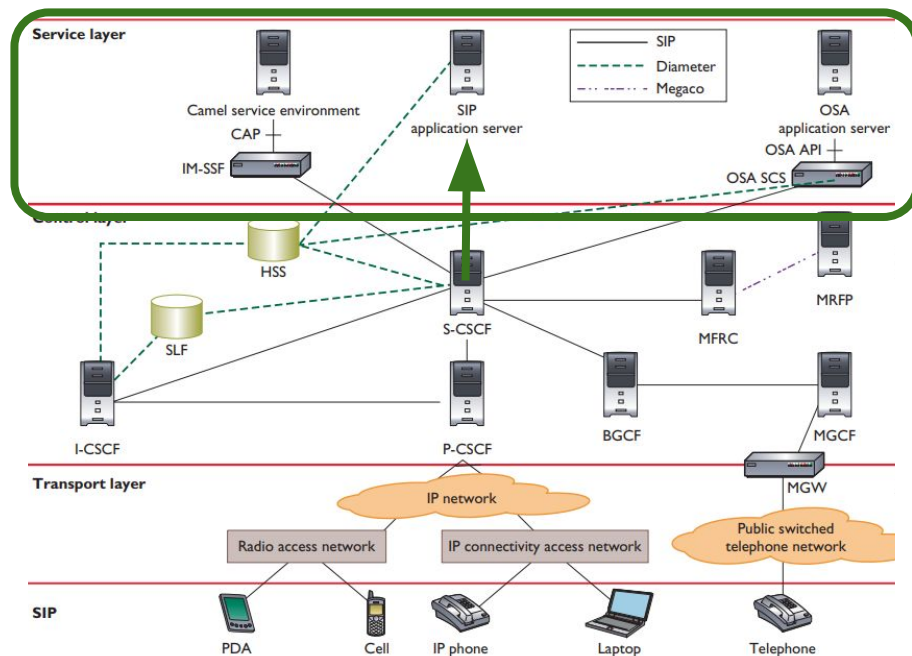 Service layer
SIP
Diameter
Megaco
Camel service environment
SIP
application server
OSA
application server
CAP
OSA API
IM-SSF
OSA SCS
Control layer
HSS
MRFP
S-CSCF
MFRC
SLF
I-CSCF
P-CSCF
BGCF
MGCF
Transport layer
MGW
IP network
Public switched
telephone network
Radio access network
IP connectivity access network
SIP
PDA
Cell
IP phone
Laptop
Telephone